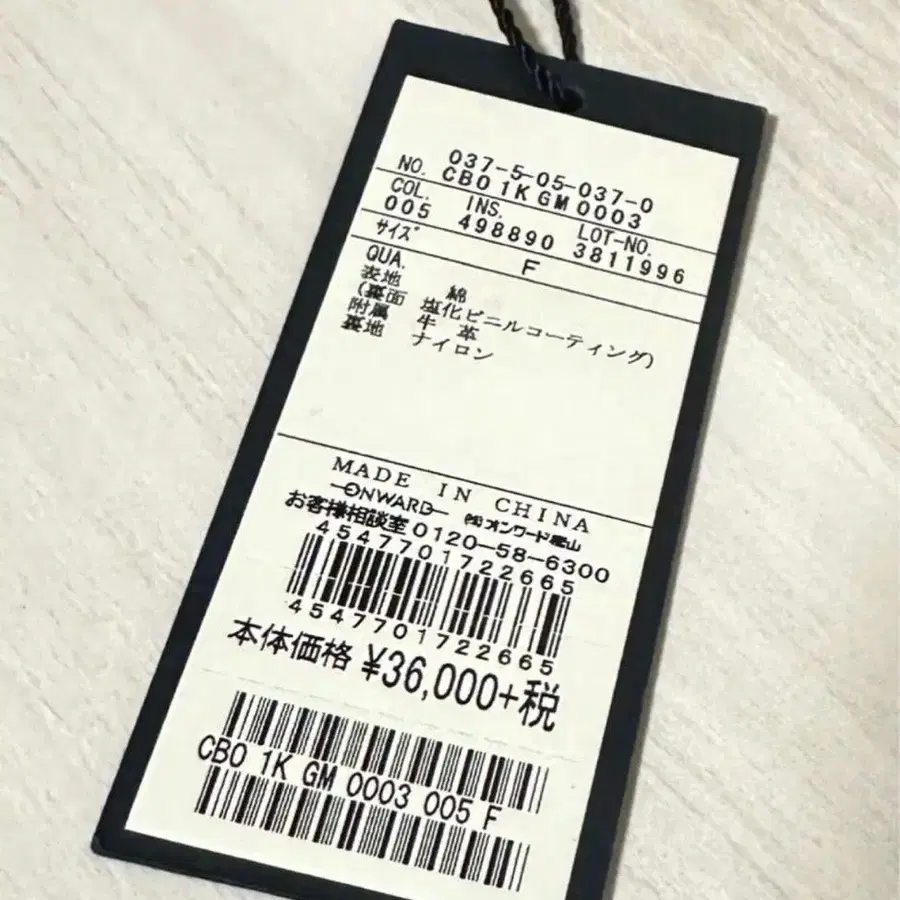 037-5-05-037-0
NO. CBO 1K GM 0003
COL. INS. LOT-NO.
005 498890 3811996
サイズ F
QUA.
表地 綿
(裏面 塩化ビニルコーティング)
附属 牛革
裏地 ナイロン
MADE IN CHINA
ONWARD ㈱オンワード樫山
お客様相談室 0120-58-6300
4547701722665
4547701722665
本体価格 ¥36,000+税
CBO 1K GM 0003 005 F